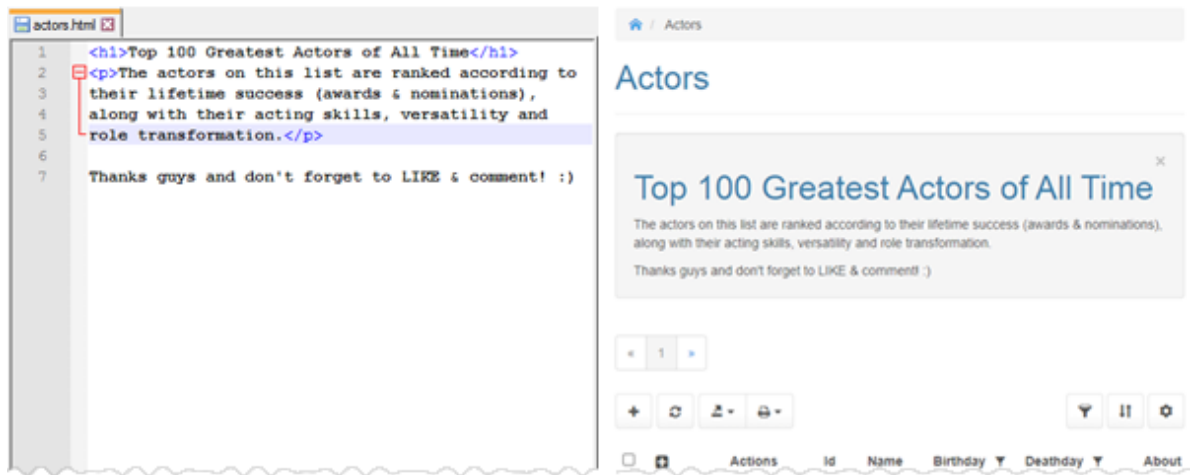 actors.html
1 <h1>Top 100 Greatest Actors of All Time</h1>
2 <p>The actors on this list are ranked according to
3 their lifetime success (awards & nominations),
4 along with their acting skills, versatility and
5 role transformation.</p>
6
7 Thanks guys and don't forget to LIKE & comment! :)
/ Actors
Actors
×
Top 100 Greatest Actors of All Time
The actors on this list are ranked according to their lifetime success (awards & nominations),
along with their acting skills, versatility and role transformation.
Thanks guys and don't forget to LIKE & comment! :)
« 1 »
Actions Id Name Birthday Deathday About